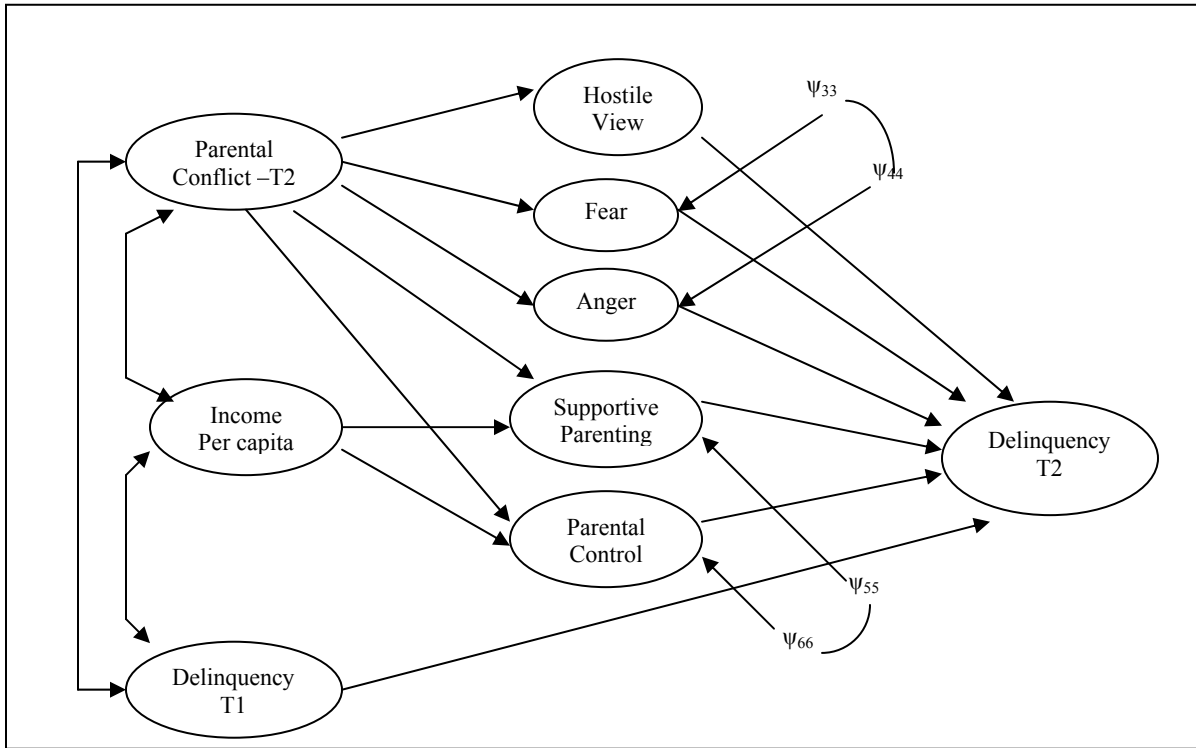 Hostile
View
ψ33
Parental
Conflict –T2
ψ44
Fear
Anger
Income
Per capita
Supportive
Parenting
Delinquency
T2
Parental
Control
ψ55
ψ66
Delinquency
T1